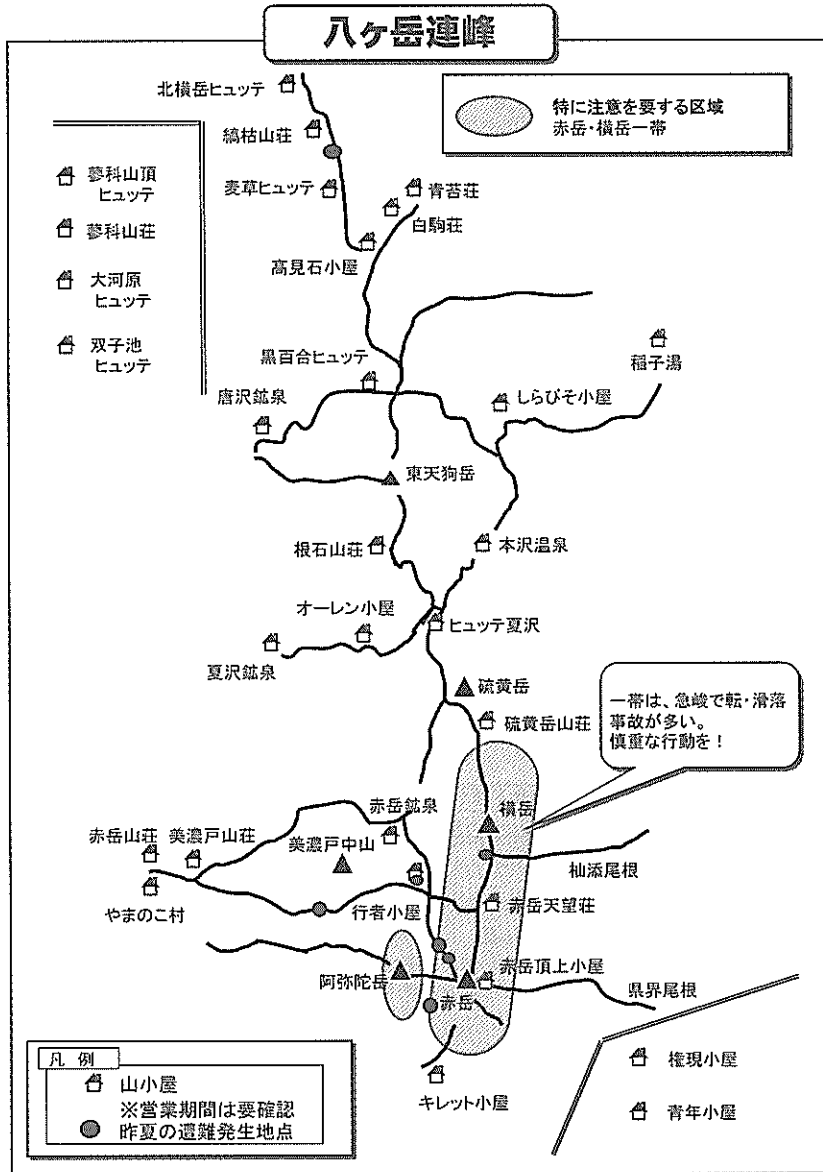 八ケ岳連峰
特に注意を要する区域
赤岳・横岳一帯
北横岳ヒュッテ
縞枯山荘
麦草ヒュッテ
青苔荘
白駒荘
高見石小屋
蓼科山頂
ヒュッテ
蓼科山荘
大河原
ヒュッテ
双子池
ヒュッテ
黒百合ヒュッテ
稲子湯
唐沢鉱泉
しらびそ小屋
東天狗岳
根石山荘
本沢温泉
オーレン小屋
ヒュッテ夏沢
夏沢鉱泉
硫黄岳
硫黄岳山荘
一帯は、急峻で転・滑落
事故が多い。
慎重な行動を!
赤岳鉱泉
横岳
赤岳山荘
美濃戸山荘
美濃戸中山
杣添尾根
やまのこ村
行者小屋
赤岳天望荘
阿弥陀岳
赤岳
赤岳頂上小屋
県界尾根
キレット小屋
権現小屋
青年小屋
凡 例
山小屋
※営業期間は要確認
昨夏の遭難発生地点